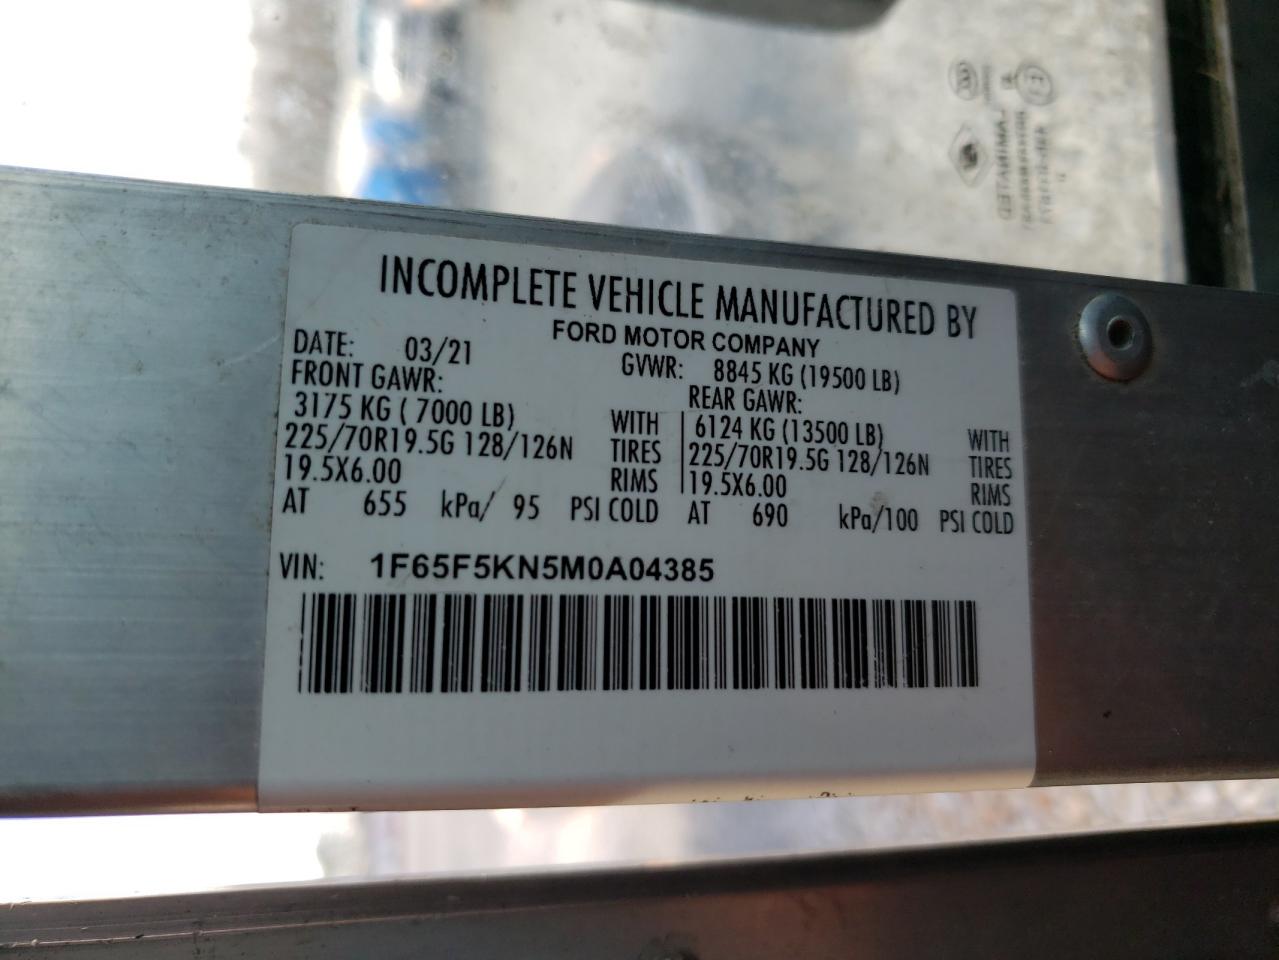 INCOMPLETE VEHICLE MANUFACTURED BY
FORD MOTOR COMPANY
DATE: 03/21 GVWR: 8845 KG (19500 LB)
FRONT GAWR: REAR GAWR:
3175 KG ( 7000 LB) WITH 6124 KG (13500 LB) WITH
225/70R19.5G 128/126N TIRES 225/70R19.5G 128/126N TIRES
19.5X6.00 RIMS 19.5X6.00 RIMS
AT 655 kPa/ 95 PSI COLD AT 690 kPa/100 PSI COLD
VIN: 1F65F5KN5M0A04385